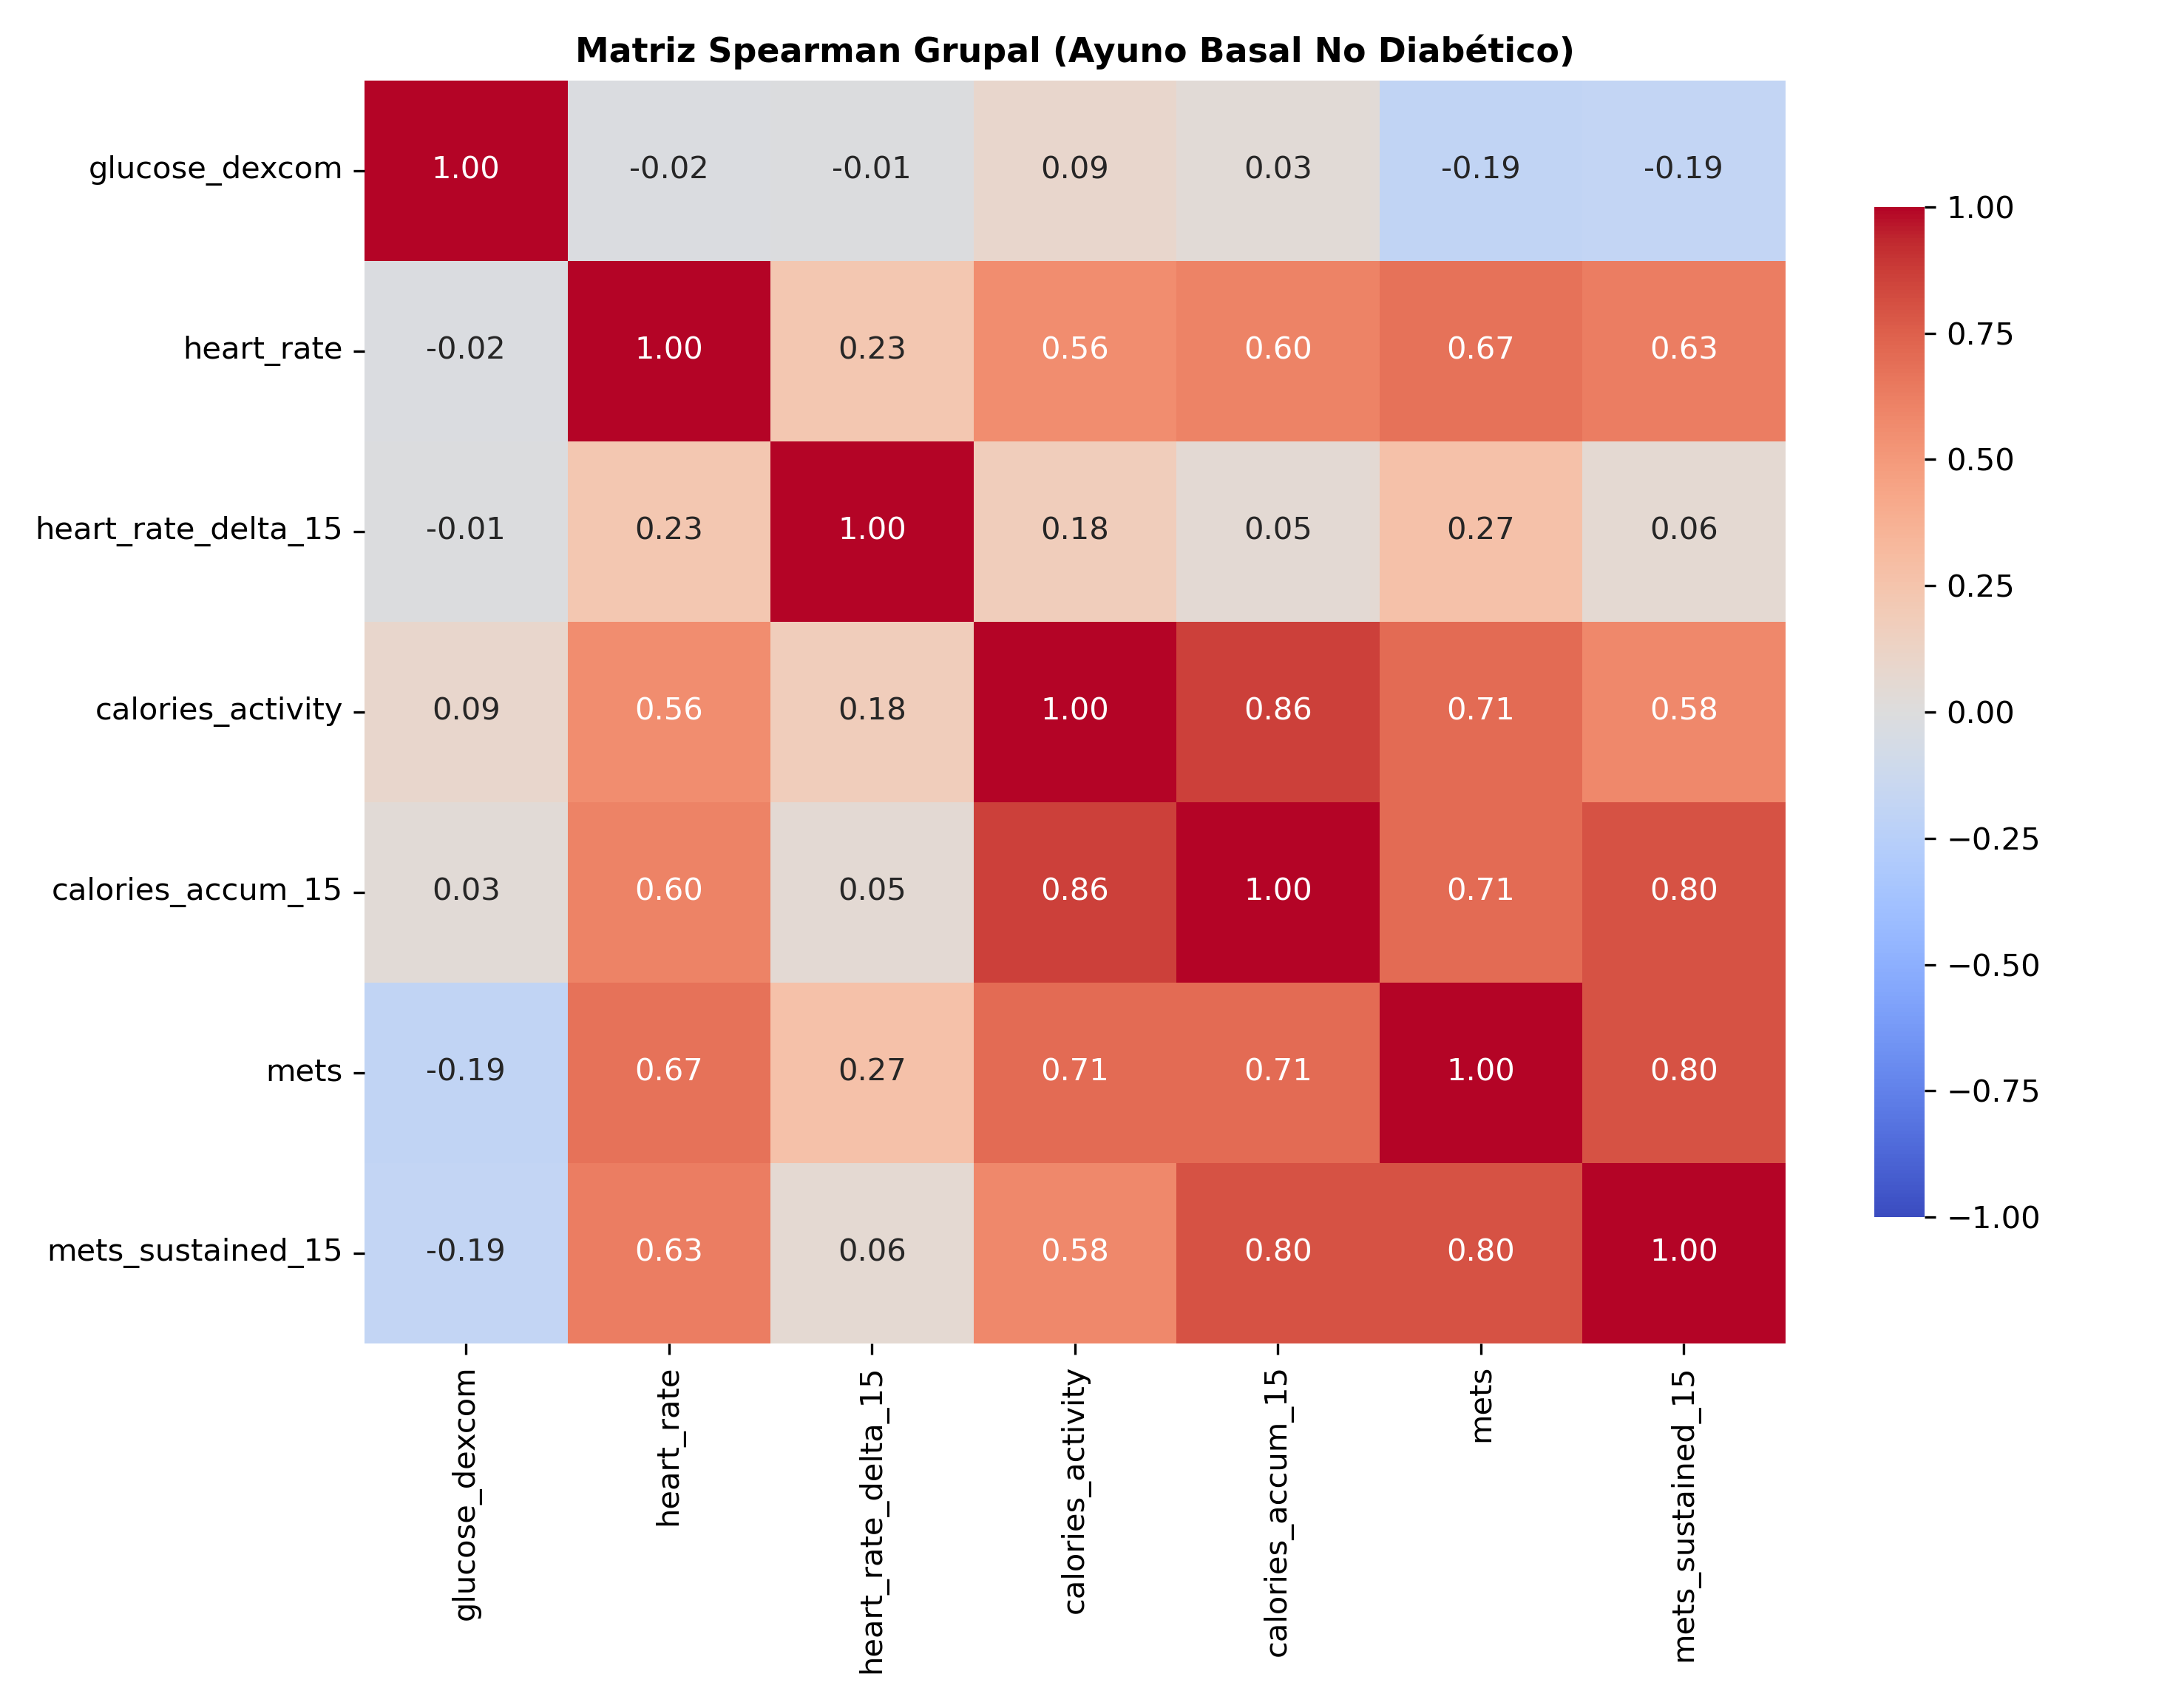 Matriz Spearman Grupal (Ayuno Basal No Diabético)
glucose_dexcom 1.00 -0.02 -0.01 0.09 0.03 -0.19 -0.19
heart_rate -0.02 1.00 0.23 0.56 0.60 0.67 0.63
heart_rate_delta_15 -0.01 0.23 1.00 0.18 0.05 0.27 0.06
calories_activity 0.09 0.56 0.18 1.00 0.86 0.71 0.58
calories_accum_15 0.03 0.60 0.05 0.86 1.00 0.71 0.80
mets -0.19 0.67 0.27 0.71 0.71 1.00 0.80
mets_sustained_15 -0.19 0.63 0.06 0.58 0.80 0.80 1.00
glucose_dexcom
heart_rate
heart_rate_delta_15
calories_activity
calories_accum_15
mets
mets_sustained_15
1.00
0.75
0.50
0.25
0.00
−0.25
−0.50
−0.75
−1.00